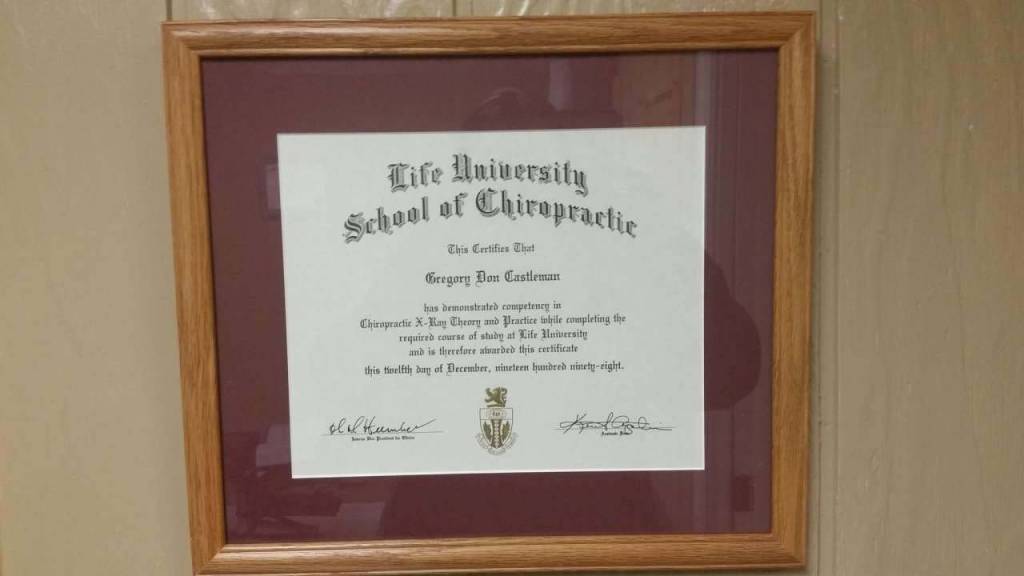 Life University
School of Chiropractic
This Certifies That
Gregory Don Castleman
has demonstrated competency in
Chiropractic X-Ray Theory and Practice while completing the
required course of study at Life University
and is therefore awarded this certificate
this twelfth day of December, nineteen hundred ninety-eight.